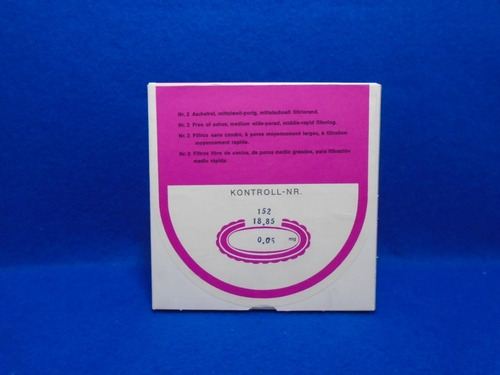 Nr. 2 Aschefrei, mittelweit-porig, mittelschnell filtrierend.
Nr. 2 Free of ashes, medium wide-pored, middle-rapid filtering.
Nr. 2 Filtres sans cendre, à pores moyennement larges, à filtration
moyennement rapide.
Nr. 2 Filtros libre de cenizas, de poros medio grandes, para filtración
medio rápida.
KONTROLL-NR.
152
18,85
0,05 mg